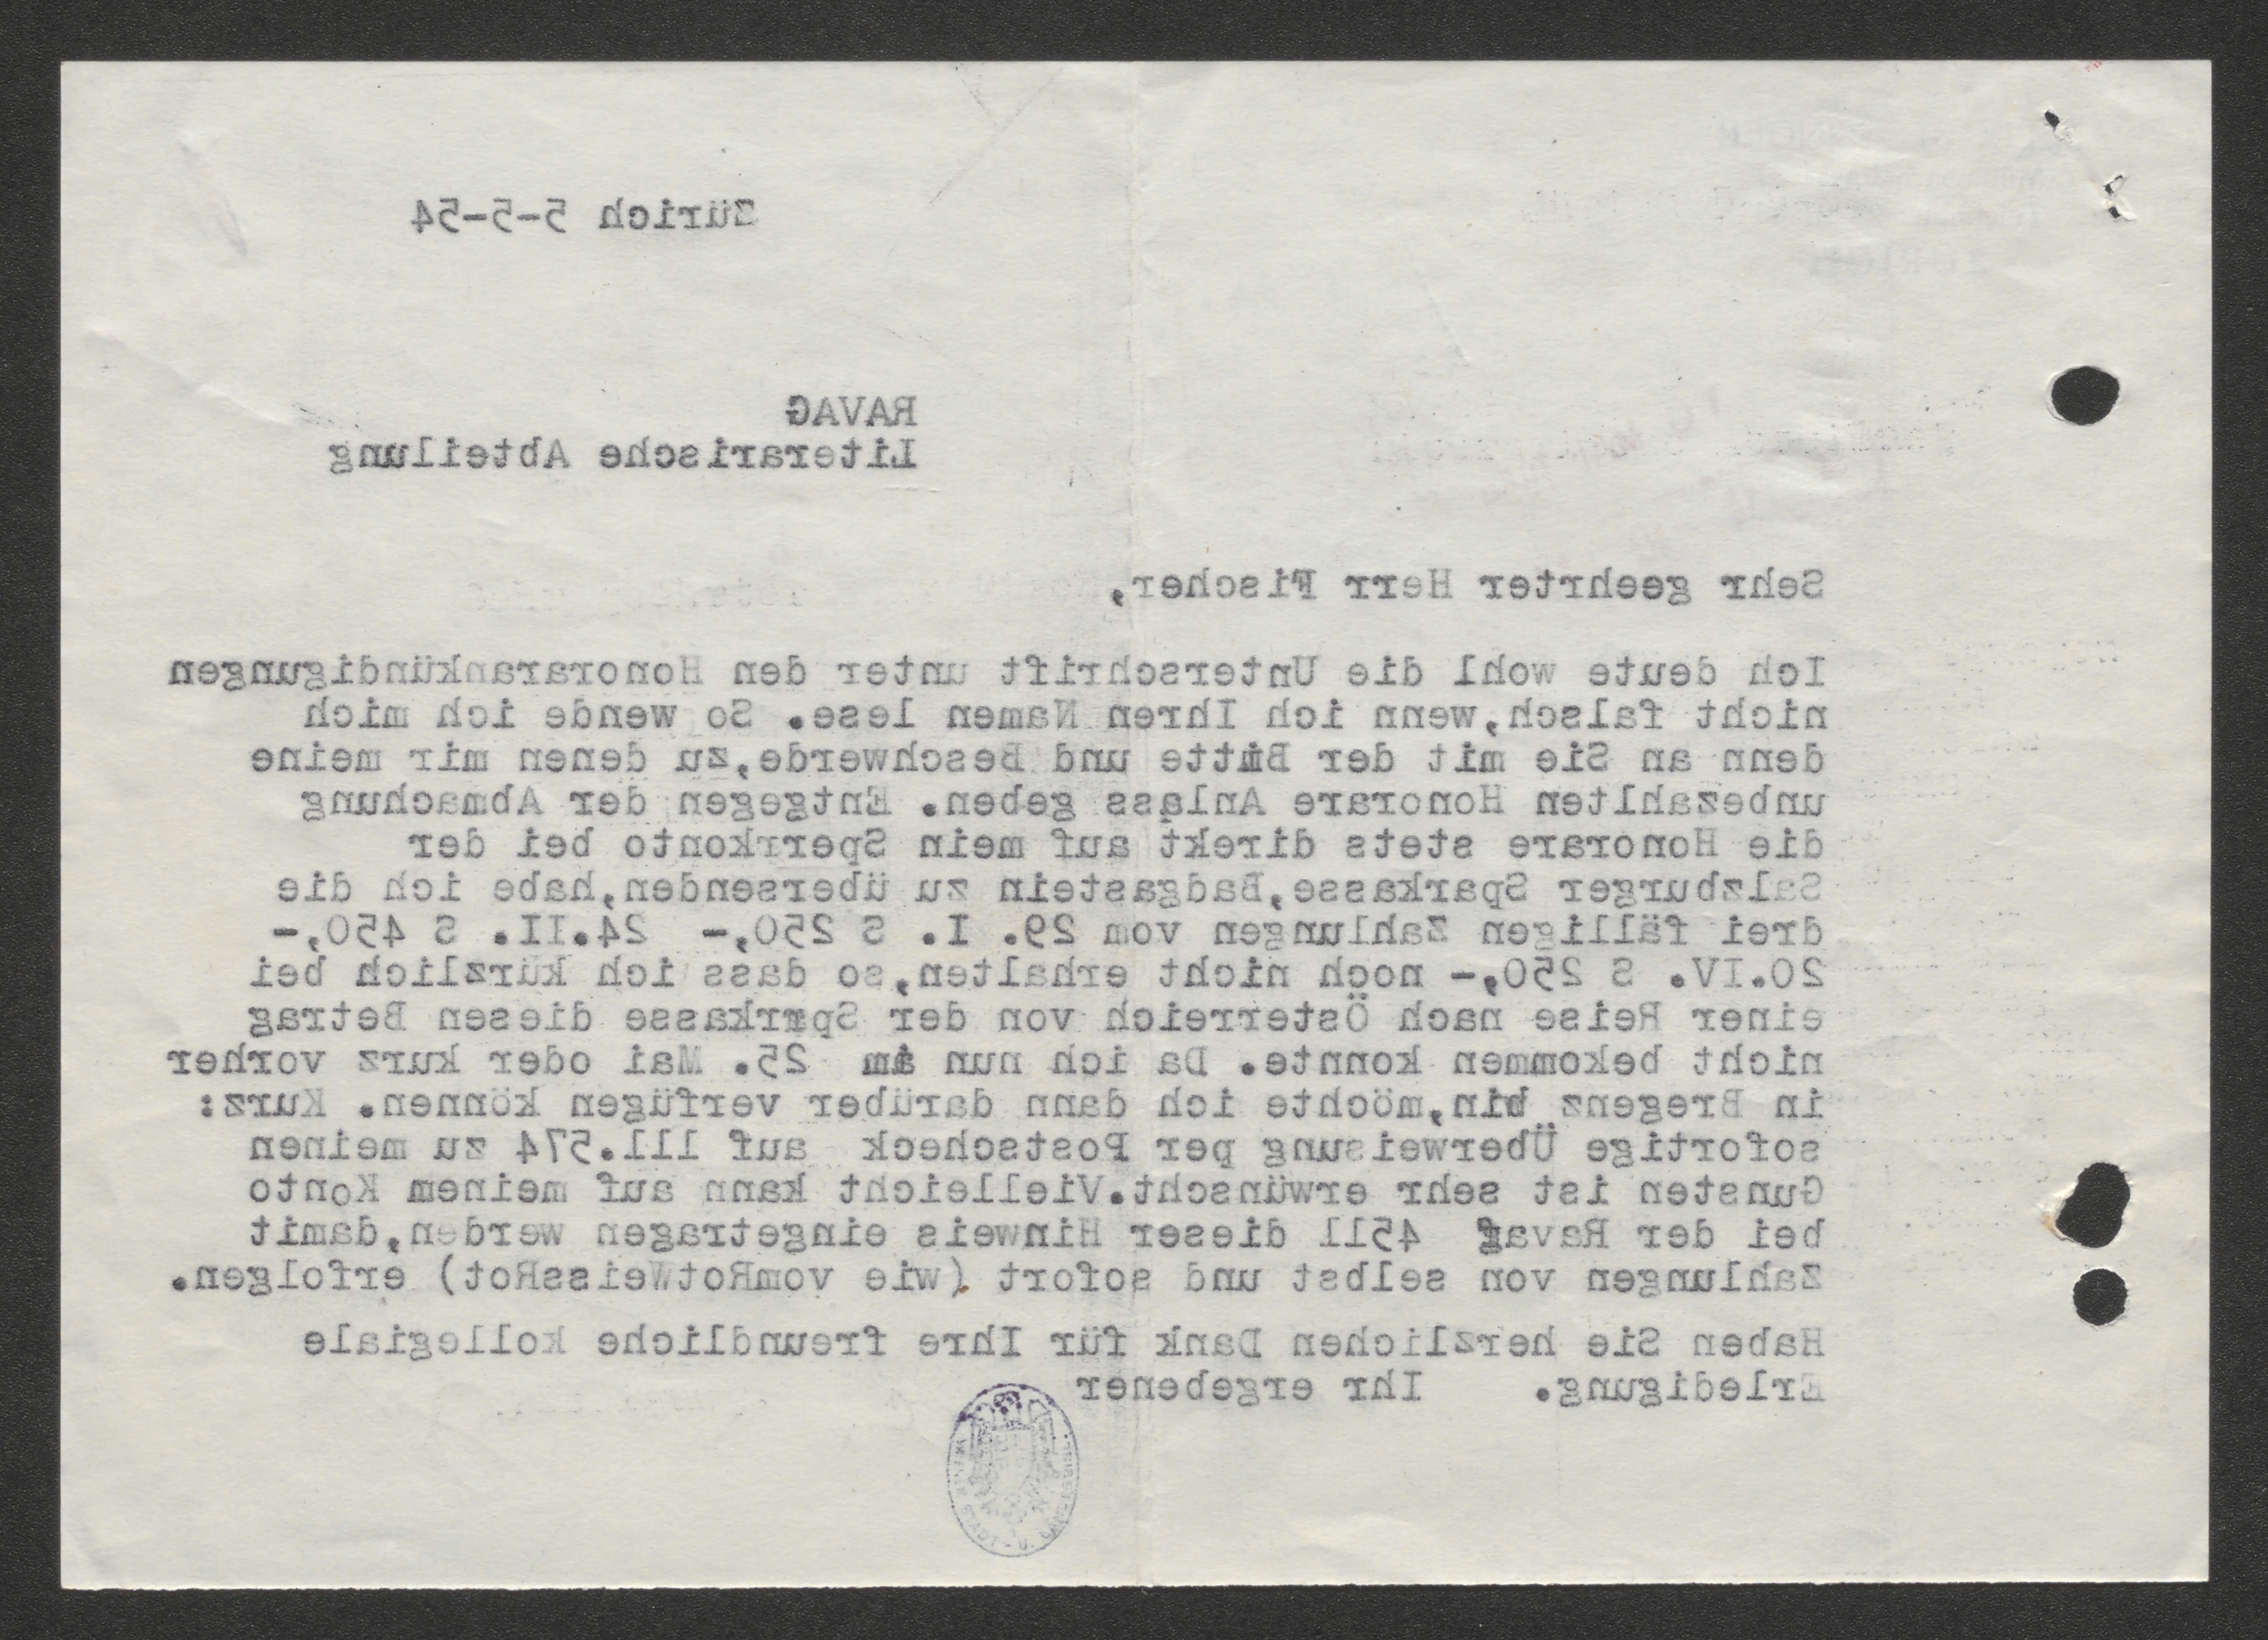 Zürich 5-5-54
RAVAG
Literarische Abteilung
Sehr geehrter Herr Fischer,
Ich deute wohl die Unterschrift unter den Honorarankündigungen
nicht falsch,wenn ich Ihren Namen lese. So wende ich mich
denn an Sie mit der Bitte und Beschwerde,zu denen mir meine
unbezahlten Honorare Anlass geben. Entgegen der Abmachung
die Honorare stets direkt auf mein Sperrkonto bei der
Salzburger Sparkasse,Badgastein zu übersenden,habe ich die
drei fälligen Zahlungen vom 29. I. S 250,- 24.II. S 450,-
20.IV. S 250,- noch nicht erhalten,so dass ich kürzlich bei
einer Reise nach Österreich von der Sparkasse diesen Betrag
nicht bekommen konnte. Da ich nun am 25. Mai oder kurz vorher
in Bregenz bin,möchte ich dann darüber verfügen können. Kurz:
sofortige Überweisung per Postscheck auf 111.574 zu meinen
Gunsten ist sehr erwünscht.Vielleicht kann auf meinem Konto
bei der Ravag 4511 dieser Hinweis eingetragen werden,damit
Zahlungen von selbst und sofort (wie vomRotWeissRot) erfolgen.
Haben Sie herzlichen Dank für Ihre freundliche kollegiale
Erledigung. Ihr ergebener